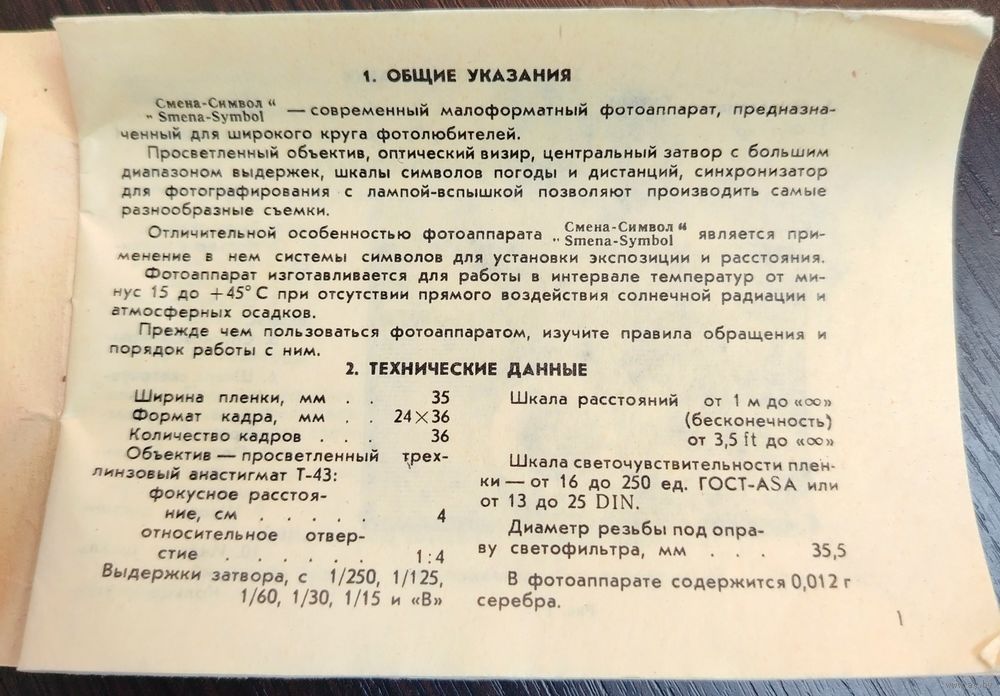 1. ОБЩИЕ УКАЗАНИЯ
Смена-Символ “
„ Smena-Symbol — современный малоформатный фотоаппарат, предназна-
ченный для широкого круга фотолюбителей.
Просветленный объектив, оптический визир, центральный затвор с большим
диапазоном выдержек, шкалы символов погоды и дистанций, синхронизатор
для фотографирования с лампой-вспышкой позволяют производить самые
разнообразные съемки.
Отличительной особенностью фотоаппарата Смена-Символ “
„ Smena-Symbol является при-
менение в нем системы символов для установки экспозиции и расстояния.
Фотоаппарат изготавливается для работы в интервале температур от ми-
нус 15 до +45° С при отсутствии прямого воздействия солнечной радиации и
атмосферных осадков.
Прежде чем пользоваться фотоаппаратом, изучите правила обращения и
порядок работы с ним.
2. ТЕХНИЧЕСКИЕ ДАННЫЕ
Ширина пленки, мм . . 35
Формат кадра, мм . . 24×36
Количество кадров . . . 36
Объектив — просветленный трех-
линзовый анастигмат Т-43:
фокусное расстоя-
ние, см . . . . . 4
относительное отвер-
стие . . . . . . 1:4
Выдержки затвора, с 1/250, 1/125,
1/60, 1/30, 1/15 и «В»
Шкала расстояний от 1 м до «∞»
(бесконечность)
от 3,5 ft до «∞»
Шкала светочувствительности плен-
ки — от 16 до 250 ед. ГОСТ-ASA или
от 13 до 25 DIN.
Диаметр резьбы под опра-
ву светофильтра, мм . . . 35,5
В фотоаппарате содержится 0,012 г
серебра.
1